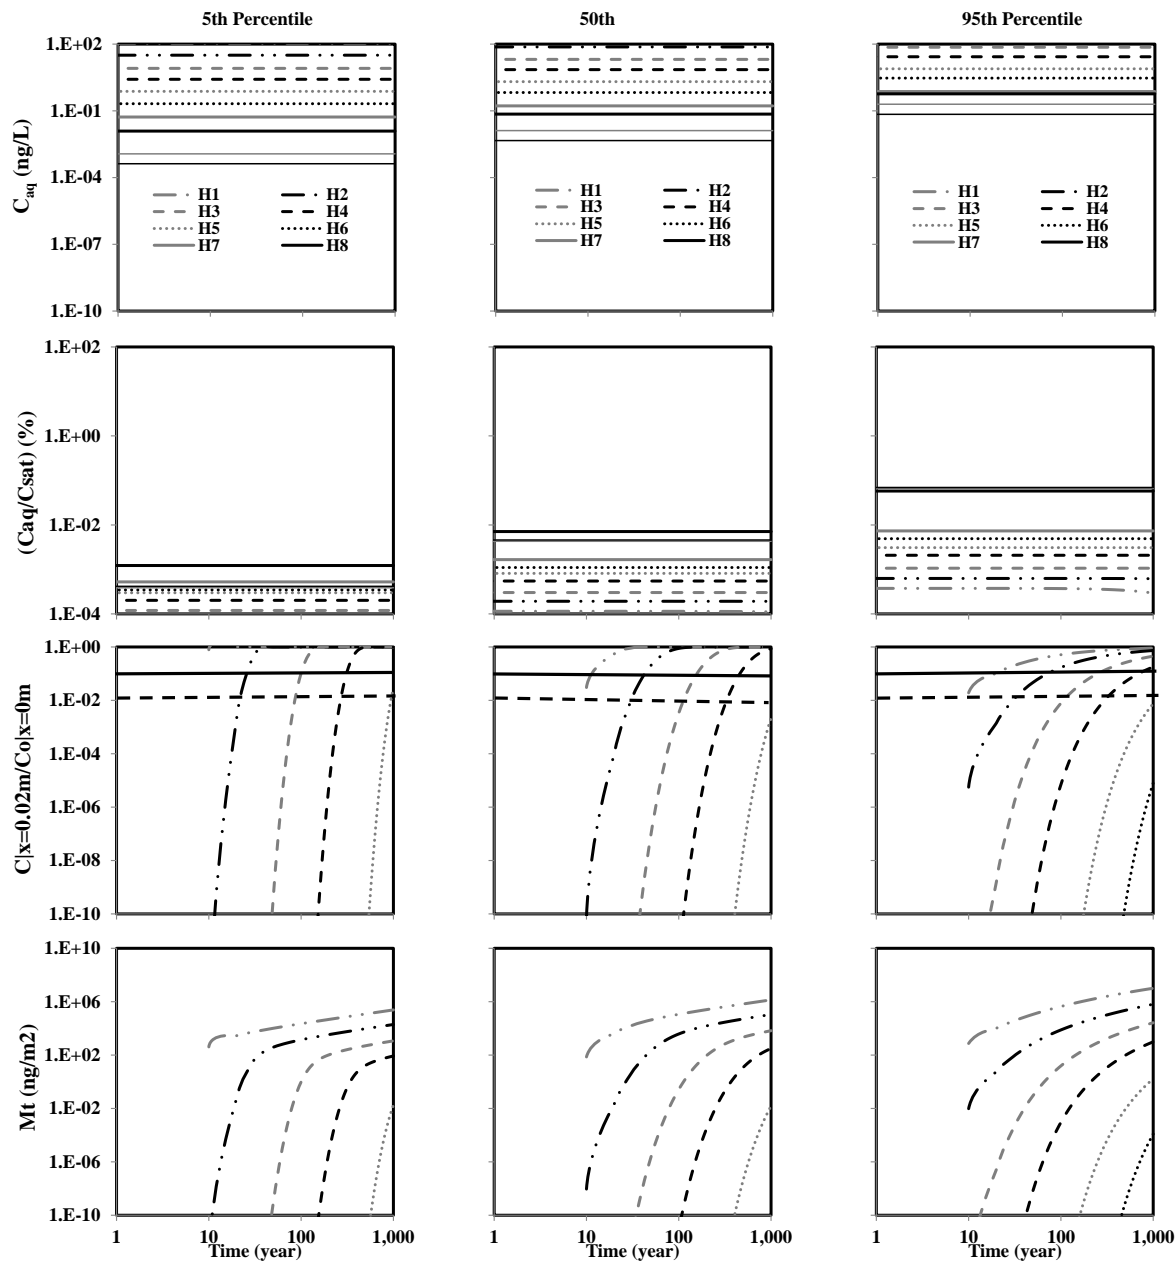 5th Percentile 50th 95th Percentile
C_aq (ng/L)
1.E+02
1.E-01
1.E-04
1.E-07
1.E-10
H1 H2
H3 H4
H5 H6
H7 H8
H1 H2
H3 H4
H5 H6
H7 H8
H1 H2
H3 H4
H5 H6
H7 H8
(Caq/Csat) (%)
1.E+02
1.E+00
1.E-02
1.E-04
C|x=0.02m/Co|x=0m
1.E+00
1.E-02
1.E-04
1.E-06
1.E-08
1.E-10
Mt (ng/m2)
1.E+10
1.E+06
1.E+02
1.E-02
1.E-06
1.E-10
1 10 100 1,000
Time (year)
1 10 100 1,000
Time (year)
1 10 100 1,000
Time (year)